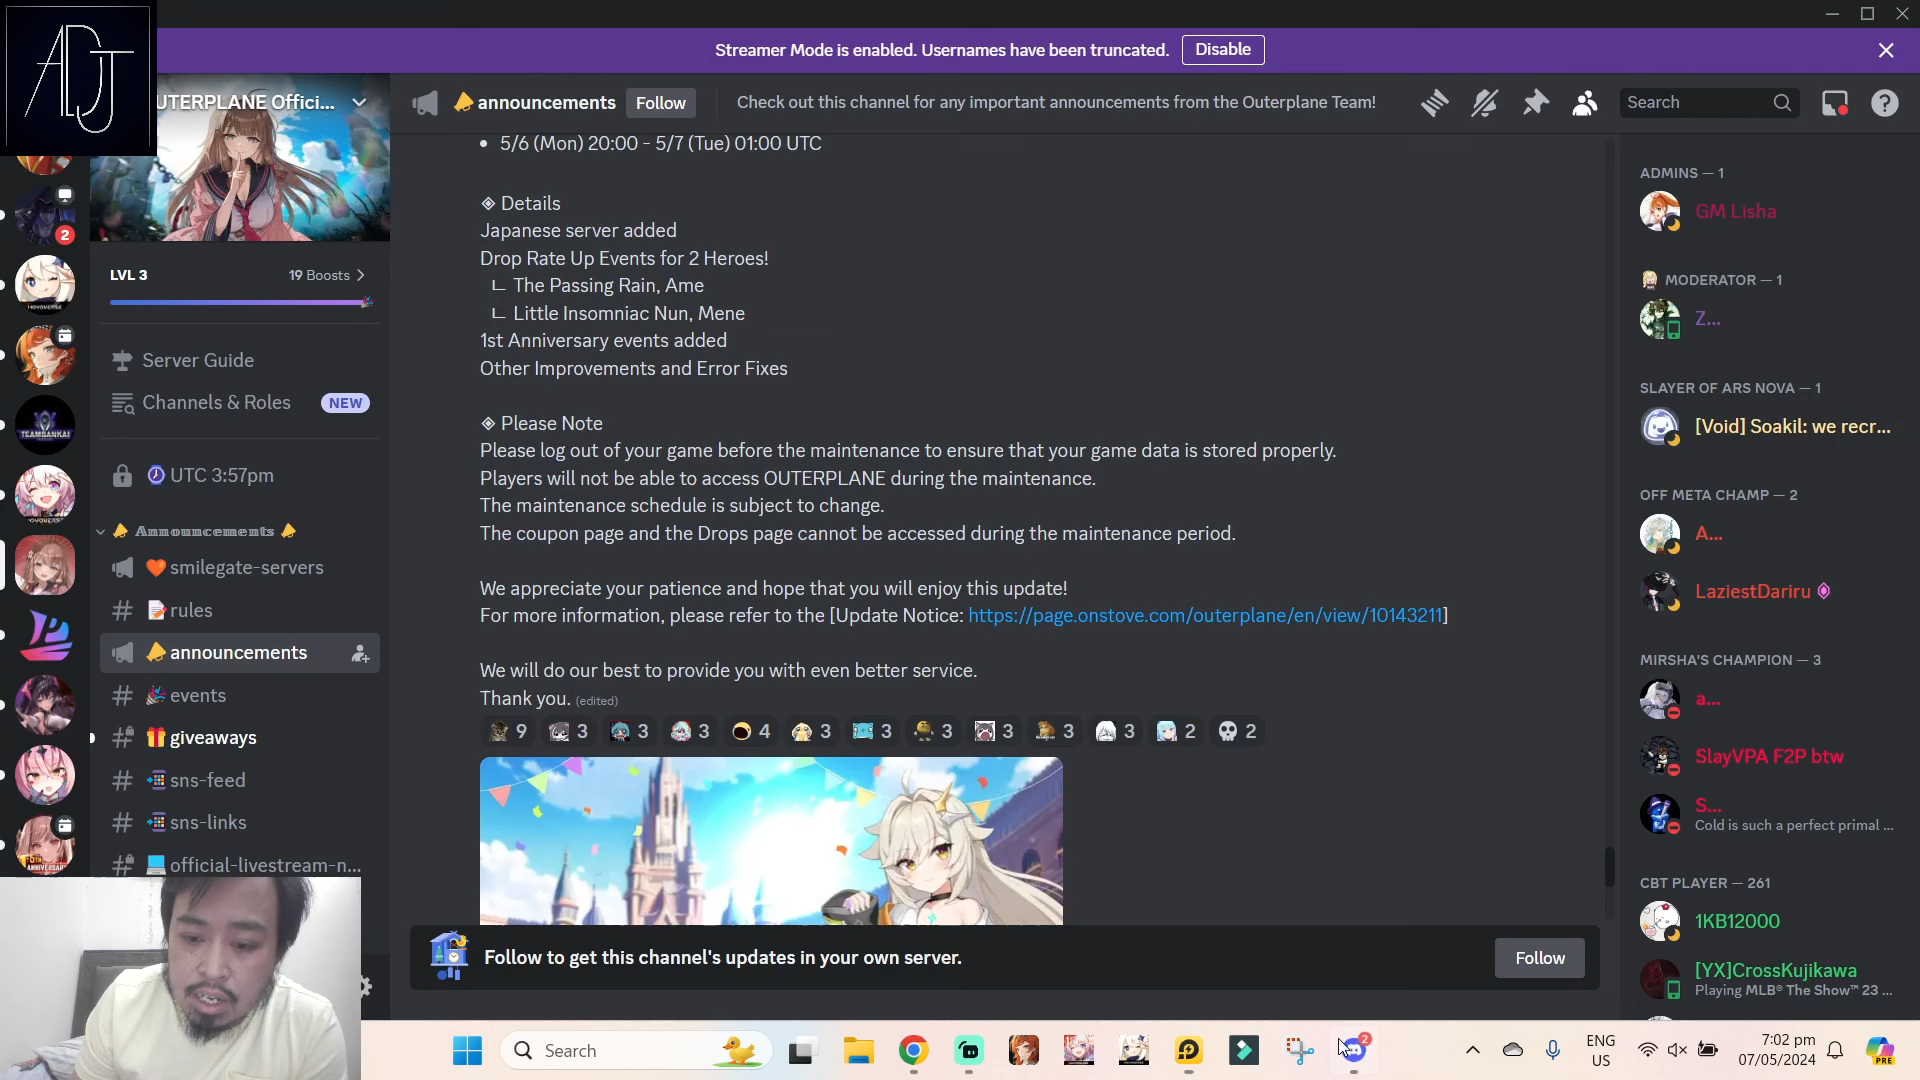 ADJ
Streamer Mode is enabled. Usernames have been truncated.
Disable
UTERPLANE Offici...
announcements
Follow
Check out this channel for any important announcements from the Outerplane Team!
Search
• 5/6 (Mon) 20:00 - 5/7 (Tue) 01:00 UTC
◈ Details
Japanese server added
Drop Rate Up Events for 2 Heroes!
ㄴ The Passing Rain, Ame
ㄴ Little Insomniac Nun, Mene
1st Anniversary events added
Other Improvements and Error Fixes
◈ Please Note
Please log out of your game before the maintenance to ensure that your game data is stored properly.
Players will not be able to access OUTERPLANE during the maintenance.
The maintenance schedule is subject to change.
The coupon page and the Drops page cannot be accessed during the maintenance period.
We appreciate your patience and hope that you will enjoy this update!
For more information, please refer to the [Update Notice: https://page.onstove.com/outerplane/en/view/10143211]
We will do our best to provide you with even better service.
Thank you. (edited)
9 3 3 3 4 3 3 3 3 3 3 2 2
Follow to get this channel's updates in your own server.
Follow
2
HOYOVERSE
TEAMBANKAI
HOYOVERSE
LVL 3
19 Boosts
Server Guide
Channels & Roles
NEW
UTC 3:57pm
Announcements
smilegate-servers
# rules
announcements
# events
# giveaways
# sns-feed
# sns-links
# official-livestream-n...
ADMINS — 1
GM Lisha
MODERATOR — 1
Z...
SLAYER OF ARS NOVA — 1
[Void] Soakil: we recr...
OFF META CHAMP — 2
A...
LaziestDariru
MIRSHA'S CHAMPION — 3
a...
SlayVPA F2P btw
S...
Cold is such a perfect primal ...
CBT PLAYER — 261
1KB12000
[YX]CrossKujikawa
Playing MLB® The Show™ 23 ...
Search
2
ENG
US
7:02 pm
07/05/2024
PRE